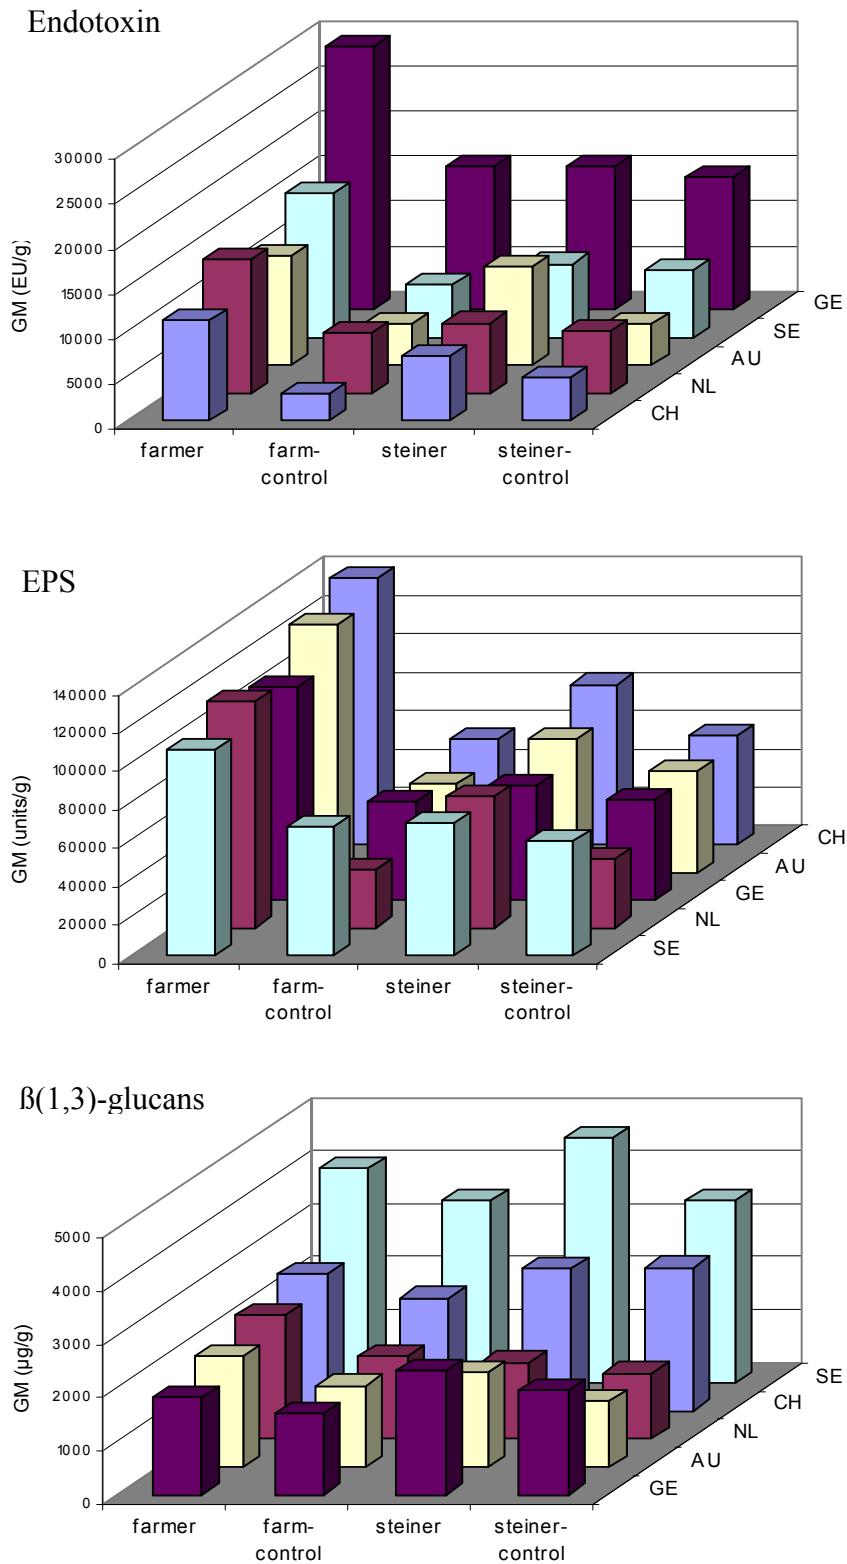 Endotoxin
GM (EU/g)
30000
25000
20000
15000
10000
5000
0
farmer
farm-
control
steiner
steiner-
control
CH
NL
AU
SE
GE
EPS
GM (units/g)
140000
120000
100000
80000
60000
40000
20000
0
farmer
farm-
control
steiner
steiner-
control
SE
NL
GE
AU
CH
ß(1,3)-glucans
GM (µg/g)
5000
4000
3000
2000
1000
0
farmer
farm-
control
steiner
steiner-
control
GE
AU
NL
CH
SE